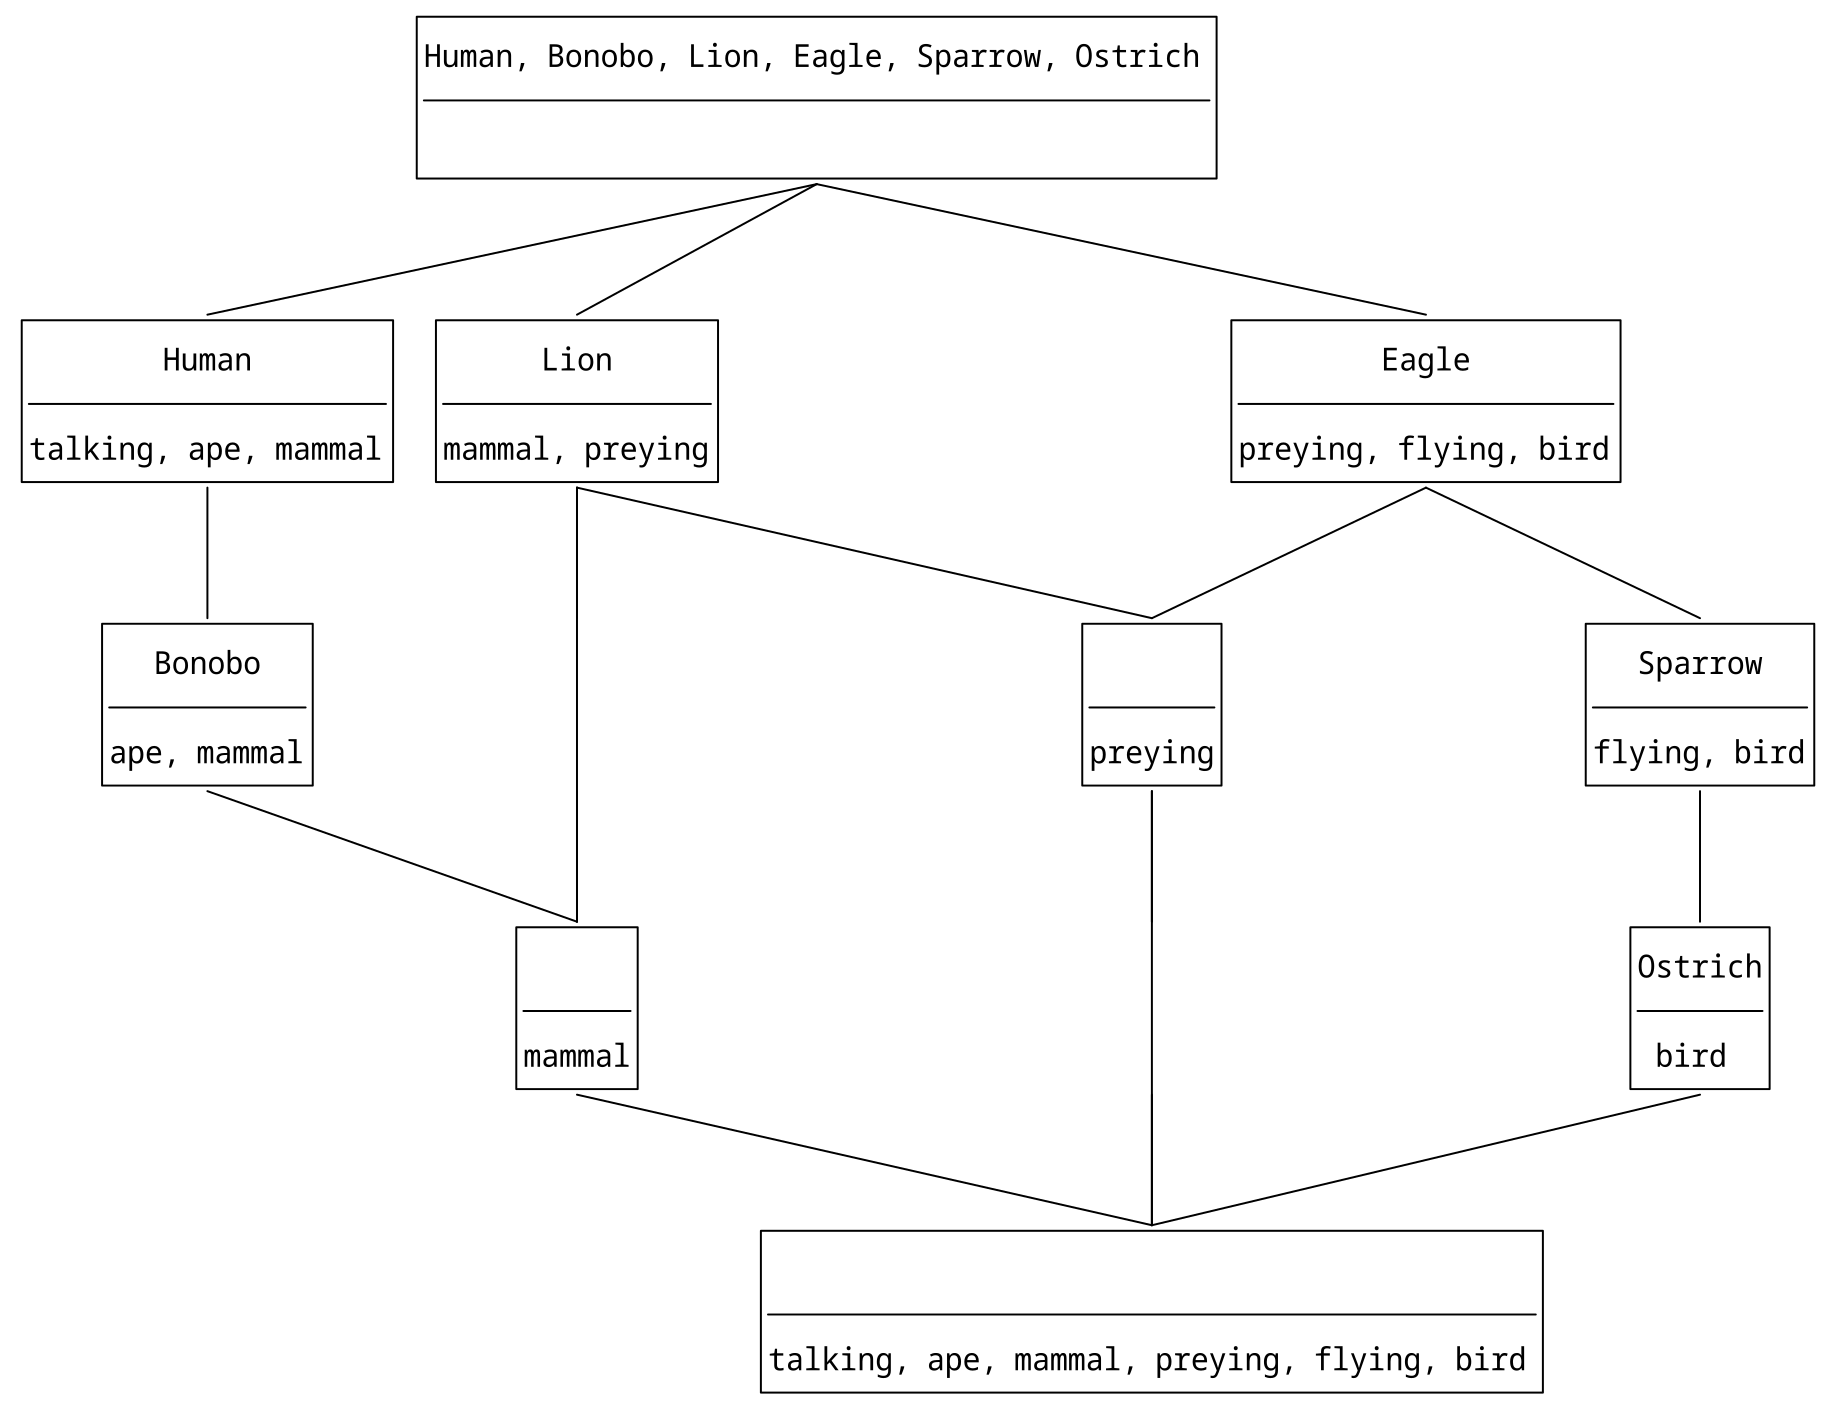 Human, Bonobo, Lion, Eagle, Sparrow, Ostrich
Human
talking, ape, mammal
Lion
mammal, preying
Eagle
preying, flying, bird
Bonobo
ape, mammal
preying
Sparrow
flying, bird
mammal
Ostrich
bird
talking, ape, mammal, preying, flying, bird